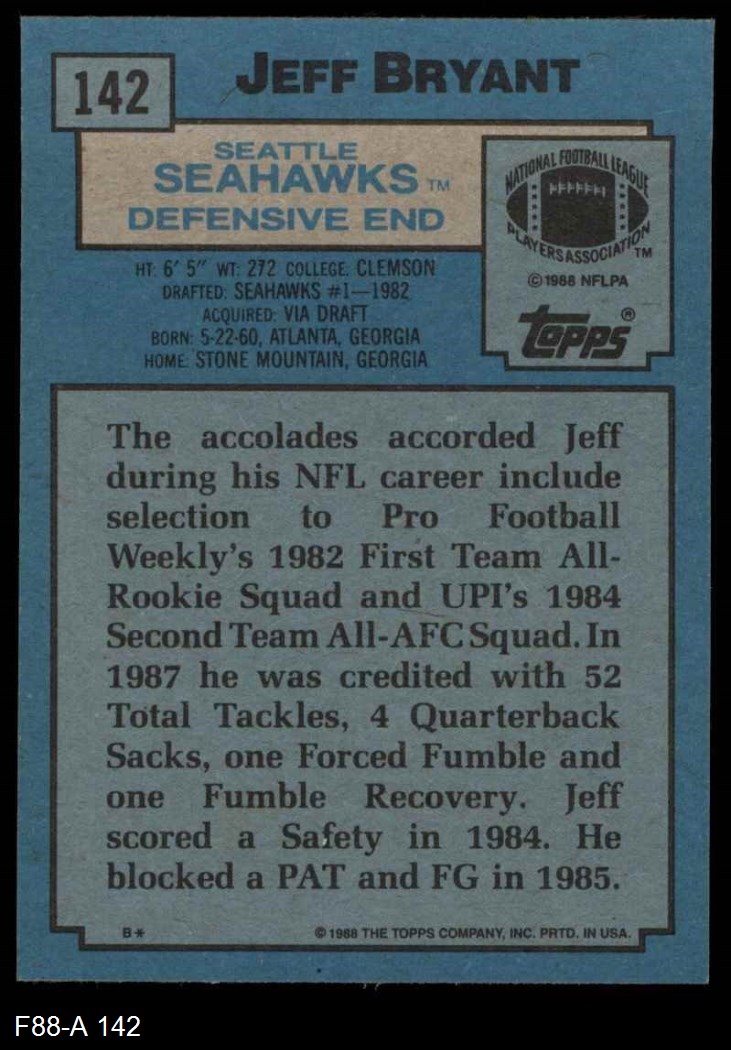 142
JEFF BRYANT
SEATTLE
SEAHAWKS TM
DEFENSIVE END
NATIONAL FOOTBALL LEAGUE
PLAYERS ASSOCIATION TM
© 1988 NFLPA
topps ®
HT: 6' 5" WT: 272 COLLEGE: CLEMSON
DRAFTED: SEAHAWKS #1—1982
ACQUIRED: VIA DRAFT
BORN: 5-22-60, ATLANTA, GEORGIA
HOME: STONE MOUNTAIN, GEORGIA
The accolades accorded Jeff
during his NFL career include
selection to Pro Football
Weekly's 1982 First Team All-
Rookie Squad and UPI's 1984
Second Team All-AFC Squad. In
1987 he was credited with 52
Total Tackles, 4 Quarterback
Sacks, one Forced Fumble and
one Fumble Recovery. Jeff
scored a Safety in 1984. He
blocked a PAT and FG in 1985.
B*
© 1988 THE TOPPS COMPANY, INC. PRTD. IN USA.
F88-A 142